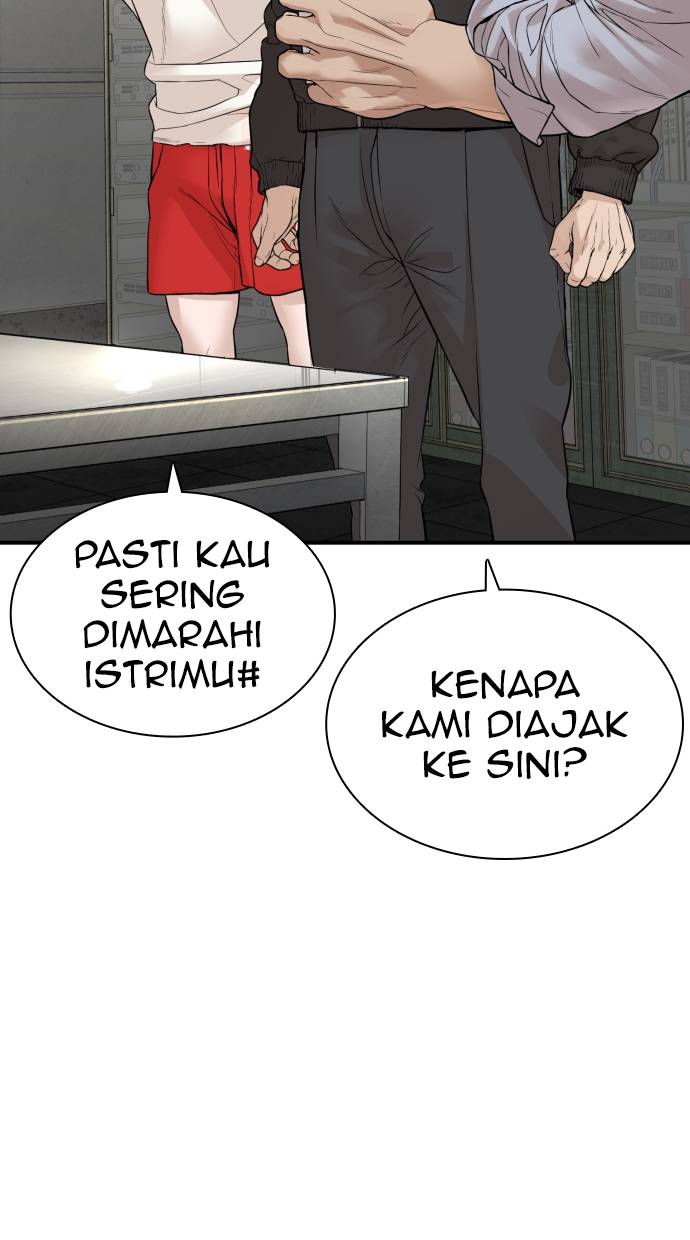 PASTI KAU
SERING
DIMARAHI
ISTRIMU#
KENAPA
KAMI DIAJAK
KE SINI?